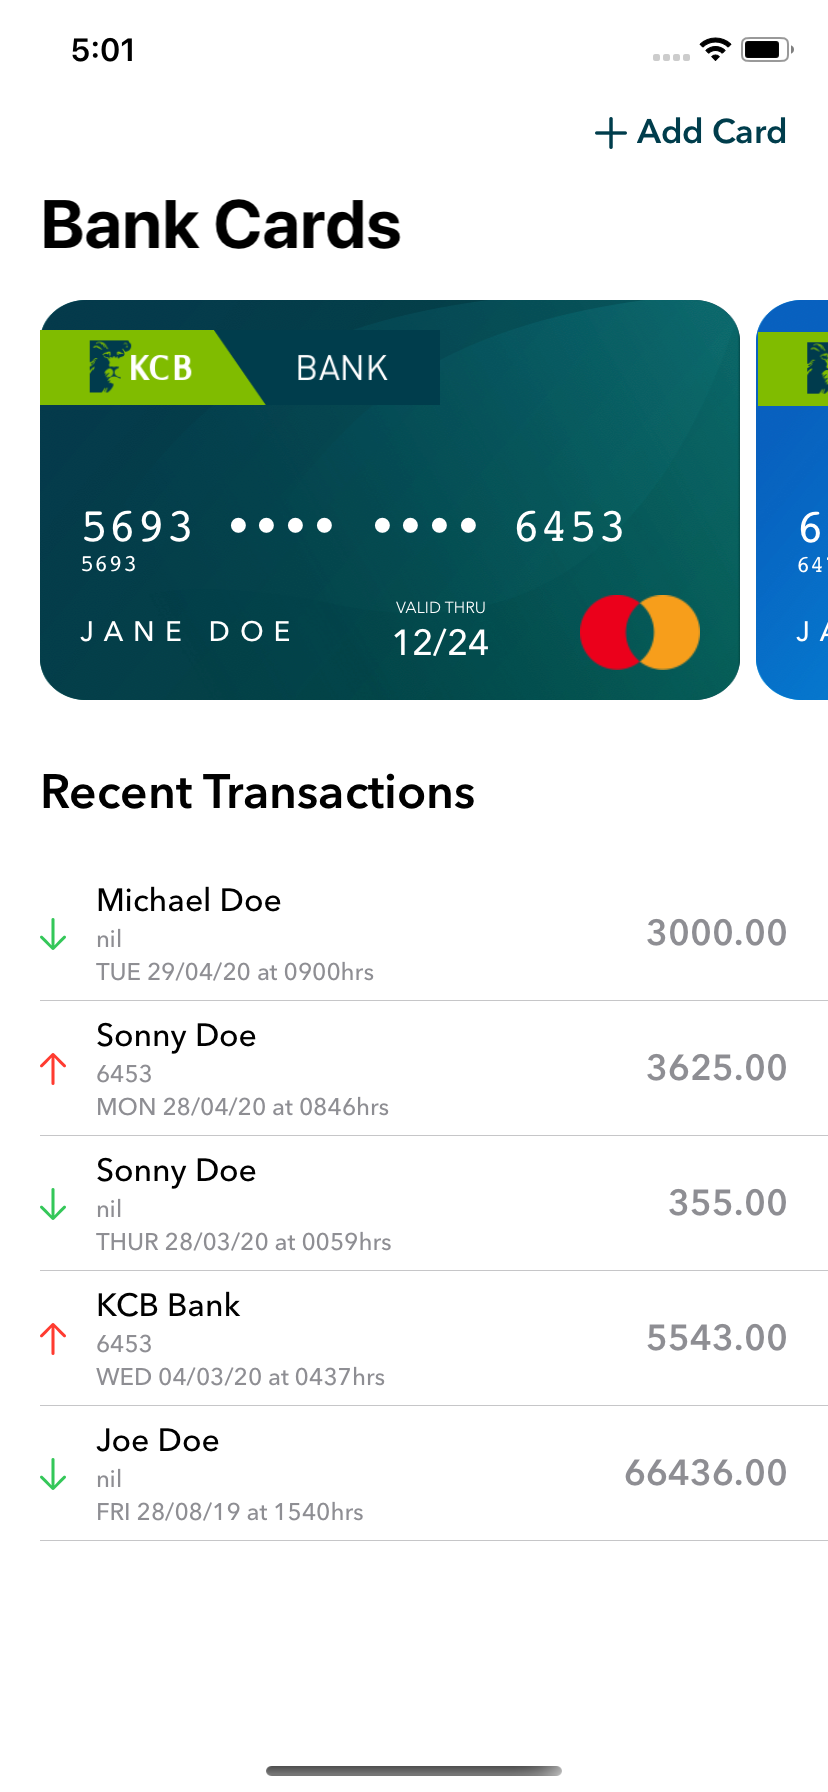 5:01
+ Add Card
Bank Cards
KCB BANK
5693 •••• •••• 6453
5693
VALID THRU
JANE DOE 12/24
6
64
JA
Recent Transactions
Michael Doe
nil
3000.00
TUE 29/04/20 at 0900hrs
Sonny Doe
6453
3625.00
MON 28/04/20 at 0846hrs
Sonny Doe
nil
355.00
THUR 28/03/20 at 0059hrs
KCB Bank
6453
5543.00
WED 04/03/20 at 0437hrs
Joe Doe
nil
66436.00
FRI 28/08/19 at 1540hrs